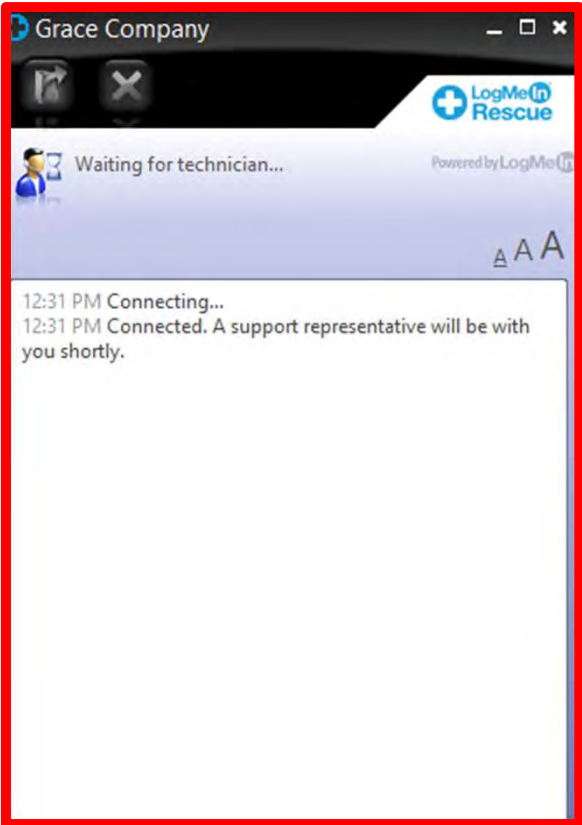 Grace Company
LogMeIn
Rescue
Waiting for technician...
Powered by LogMeIn
A A A
12:31 PM Connecting...
12:31 PM Connected. A support representative will be with
you shortly.